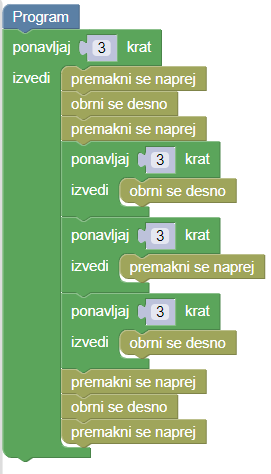 Program
ponavljaj 3 krat
izvedi premakni se naprej
obrni se desno
premakni se naprej
ponavljaj 3 krat
izvedi obrni se desno
ponavljaj 3 krat
izvedi premakni se naprej
ponavljaj 3 krat
izvedi obrni se desno
premakni se naprej
obrni se desno
premakni se naprej